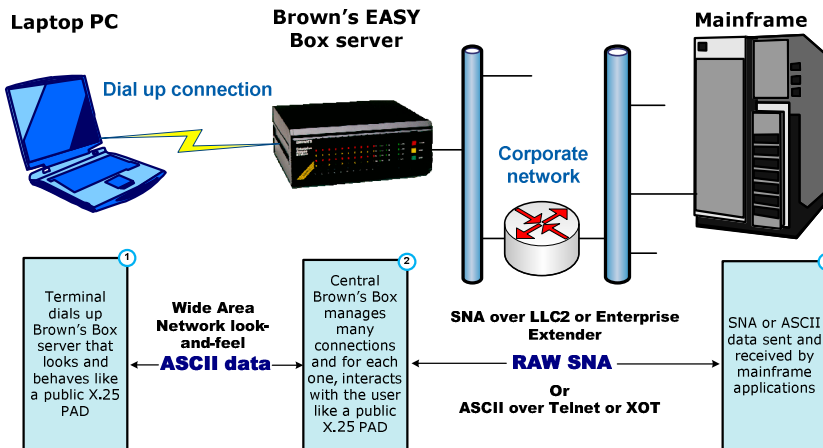 Laptop PC
Brown's EASY
Box server
Mainframe
Dial up connection
BROWN'S
Corporate
network
1
Terminal
dials up
Brown's Box
server that
looks and
behaves like
a public X.25
PAD
Wide Area
Network look-
and-feel
ASCII data
2
Central
Brown's Box
manages
many
connections
and for each
one, interacts
with the user
like a public
X.25 PAD
SNA over LLC2 or Enterprise
Extender
RAW SNA
Or
ASCII over Telnet or XOT
SNA or ASCII
data sent and
received by
mainframe
applications